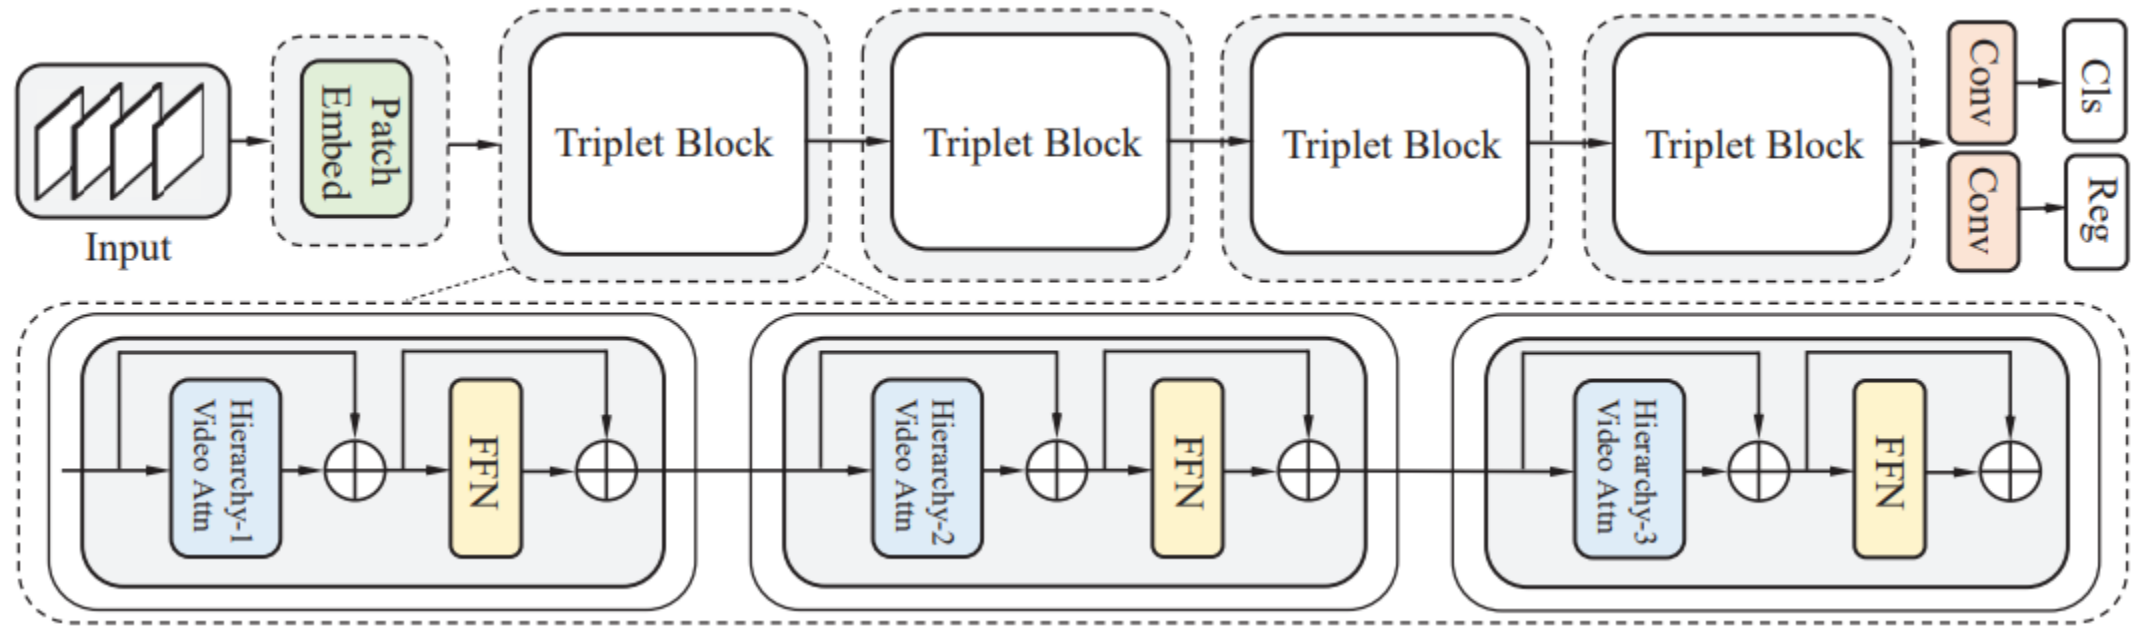 Input
Patch
Embed
Triplet Block
Triplet Block
Triplet Block
Triplet Block
Conv
Cls
Conv
Reg
Hierarchy-1
Video Attn
FFN
Hierarchy-2
Video Attn
FFN
Hierarchy-3
Video Attn
FFN